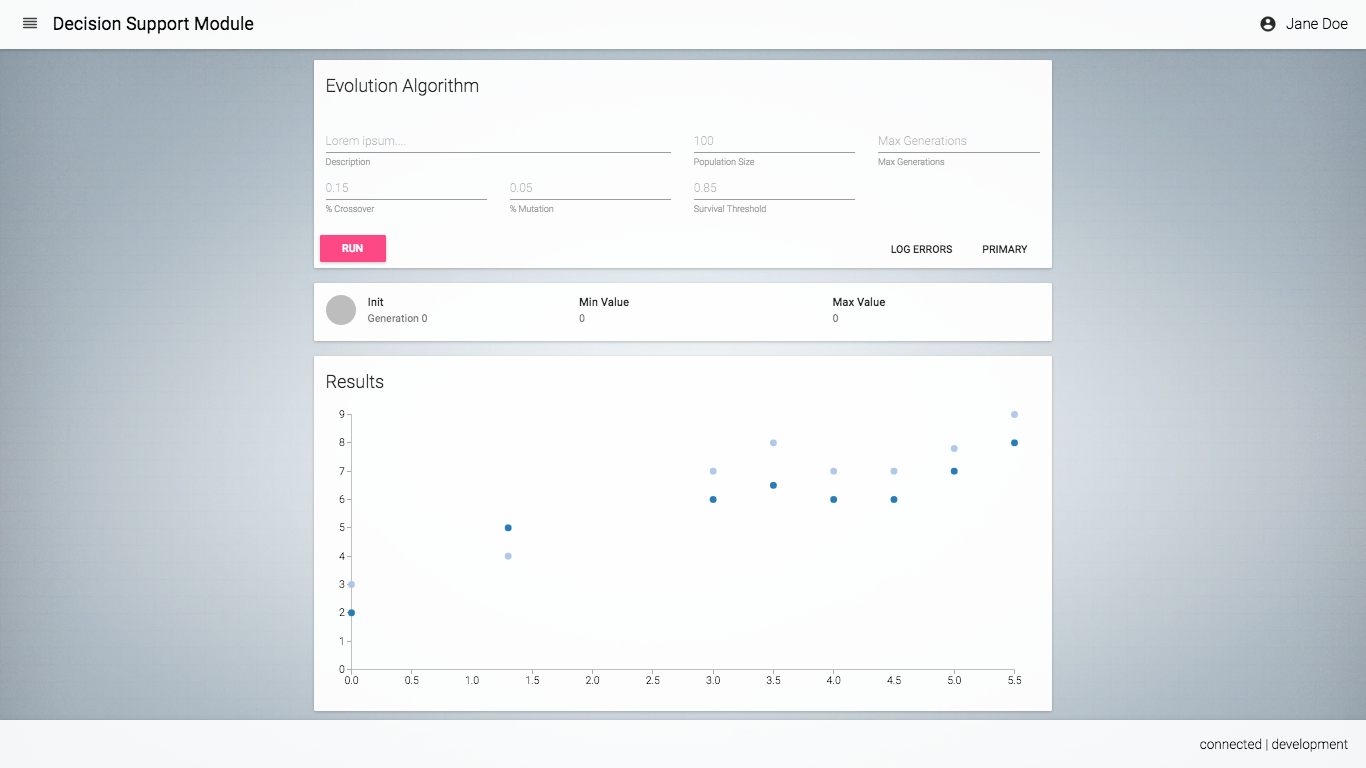 Decision Support Module
Jane Doe
Evolution Algorithm
Lorem ipsum....
100
Max Generations
Description
Population Size
Max Generations
0.15
0.05
0.85
% Crossover
% Mutation
Survival Threshold
RUN
LOG ERRORS
PRIMARY
Init
Min Value
Max Value
Generation 0
0
0
Results
9
8
7
6
5
4
3
2
1
0
0.0 0.5 1.0 1.5 2.0 2.5 3.0 3.5 4.0 4.5 5.0 5.5
connected | development